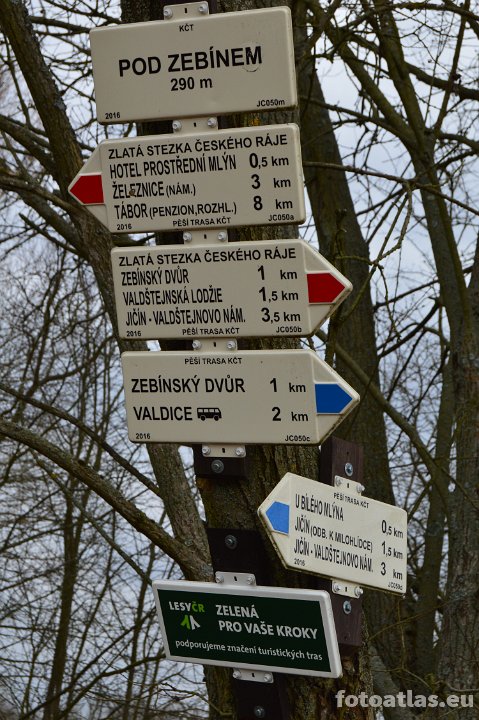 KČT
POD ZEBÍNEM
290 m
2016 JC050m
ZLATÁ STEZKA ČESKÉHO RÁJE
HOTEL PROSTŘEDNÍ MLÝN 0,5 KM
ŽELEZNICE (NÁM.) 3 KM
TÁBOR (PENZION, ROZHL.) 8 KM
2016 PĚŠÍ TRASA KČT JC050a
ZLATÁ STEZKA ČESKÉHO RÁJE
ZEBÍNSKÝ DVŮR 1 KM
VALDŠTEJNSKÁ LODŽIE 1,5 KM
JIČÍN - VALDŠTEJNOVO NÁM. 3,5 KM
2016 PĚŠÍ TRASA KČT JC050b
PĚŠÍ TRASA KČT
ZEBÍNSKÝ DVŮR 1 KM
VALDICE 2 KM
2016 JC050c
PĚŠÍ TRASA KČT
U BÍLÉHO MLÝNA 0,5 KM
JIČÍN (ODB. K MILOHLÍDCE) 1,5 KM
JIČÍN - VALDŠTEJNOVO NÁM. 3 KM
2016 JC050d
LESY ČR ZELENÁ
PRO VAŠE KROKY
podporujeme značení turistických tras
fotoatlas.eu